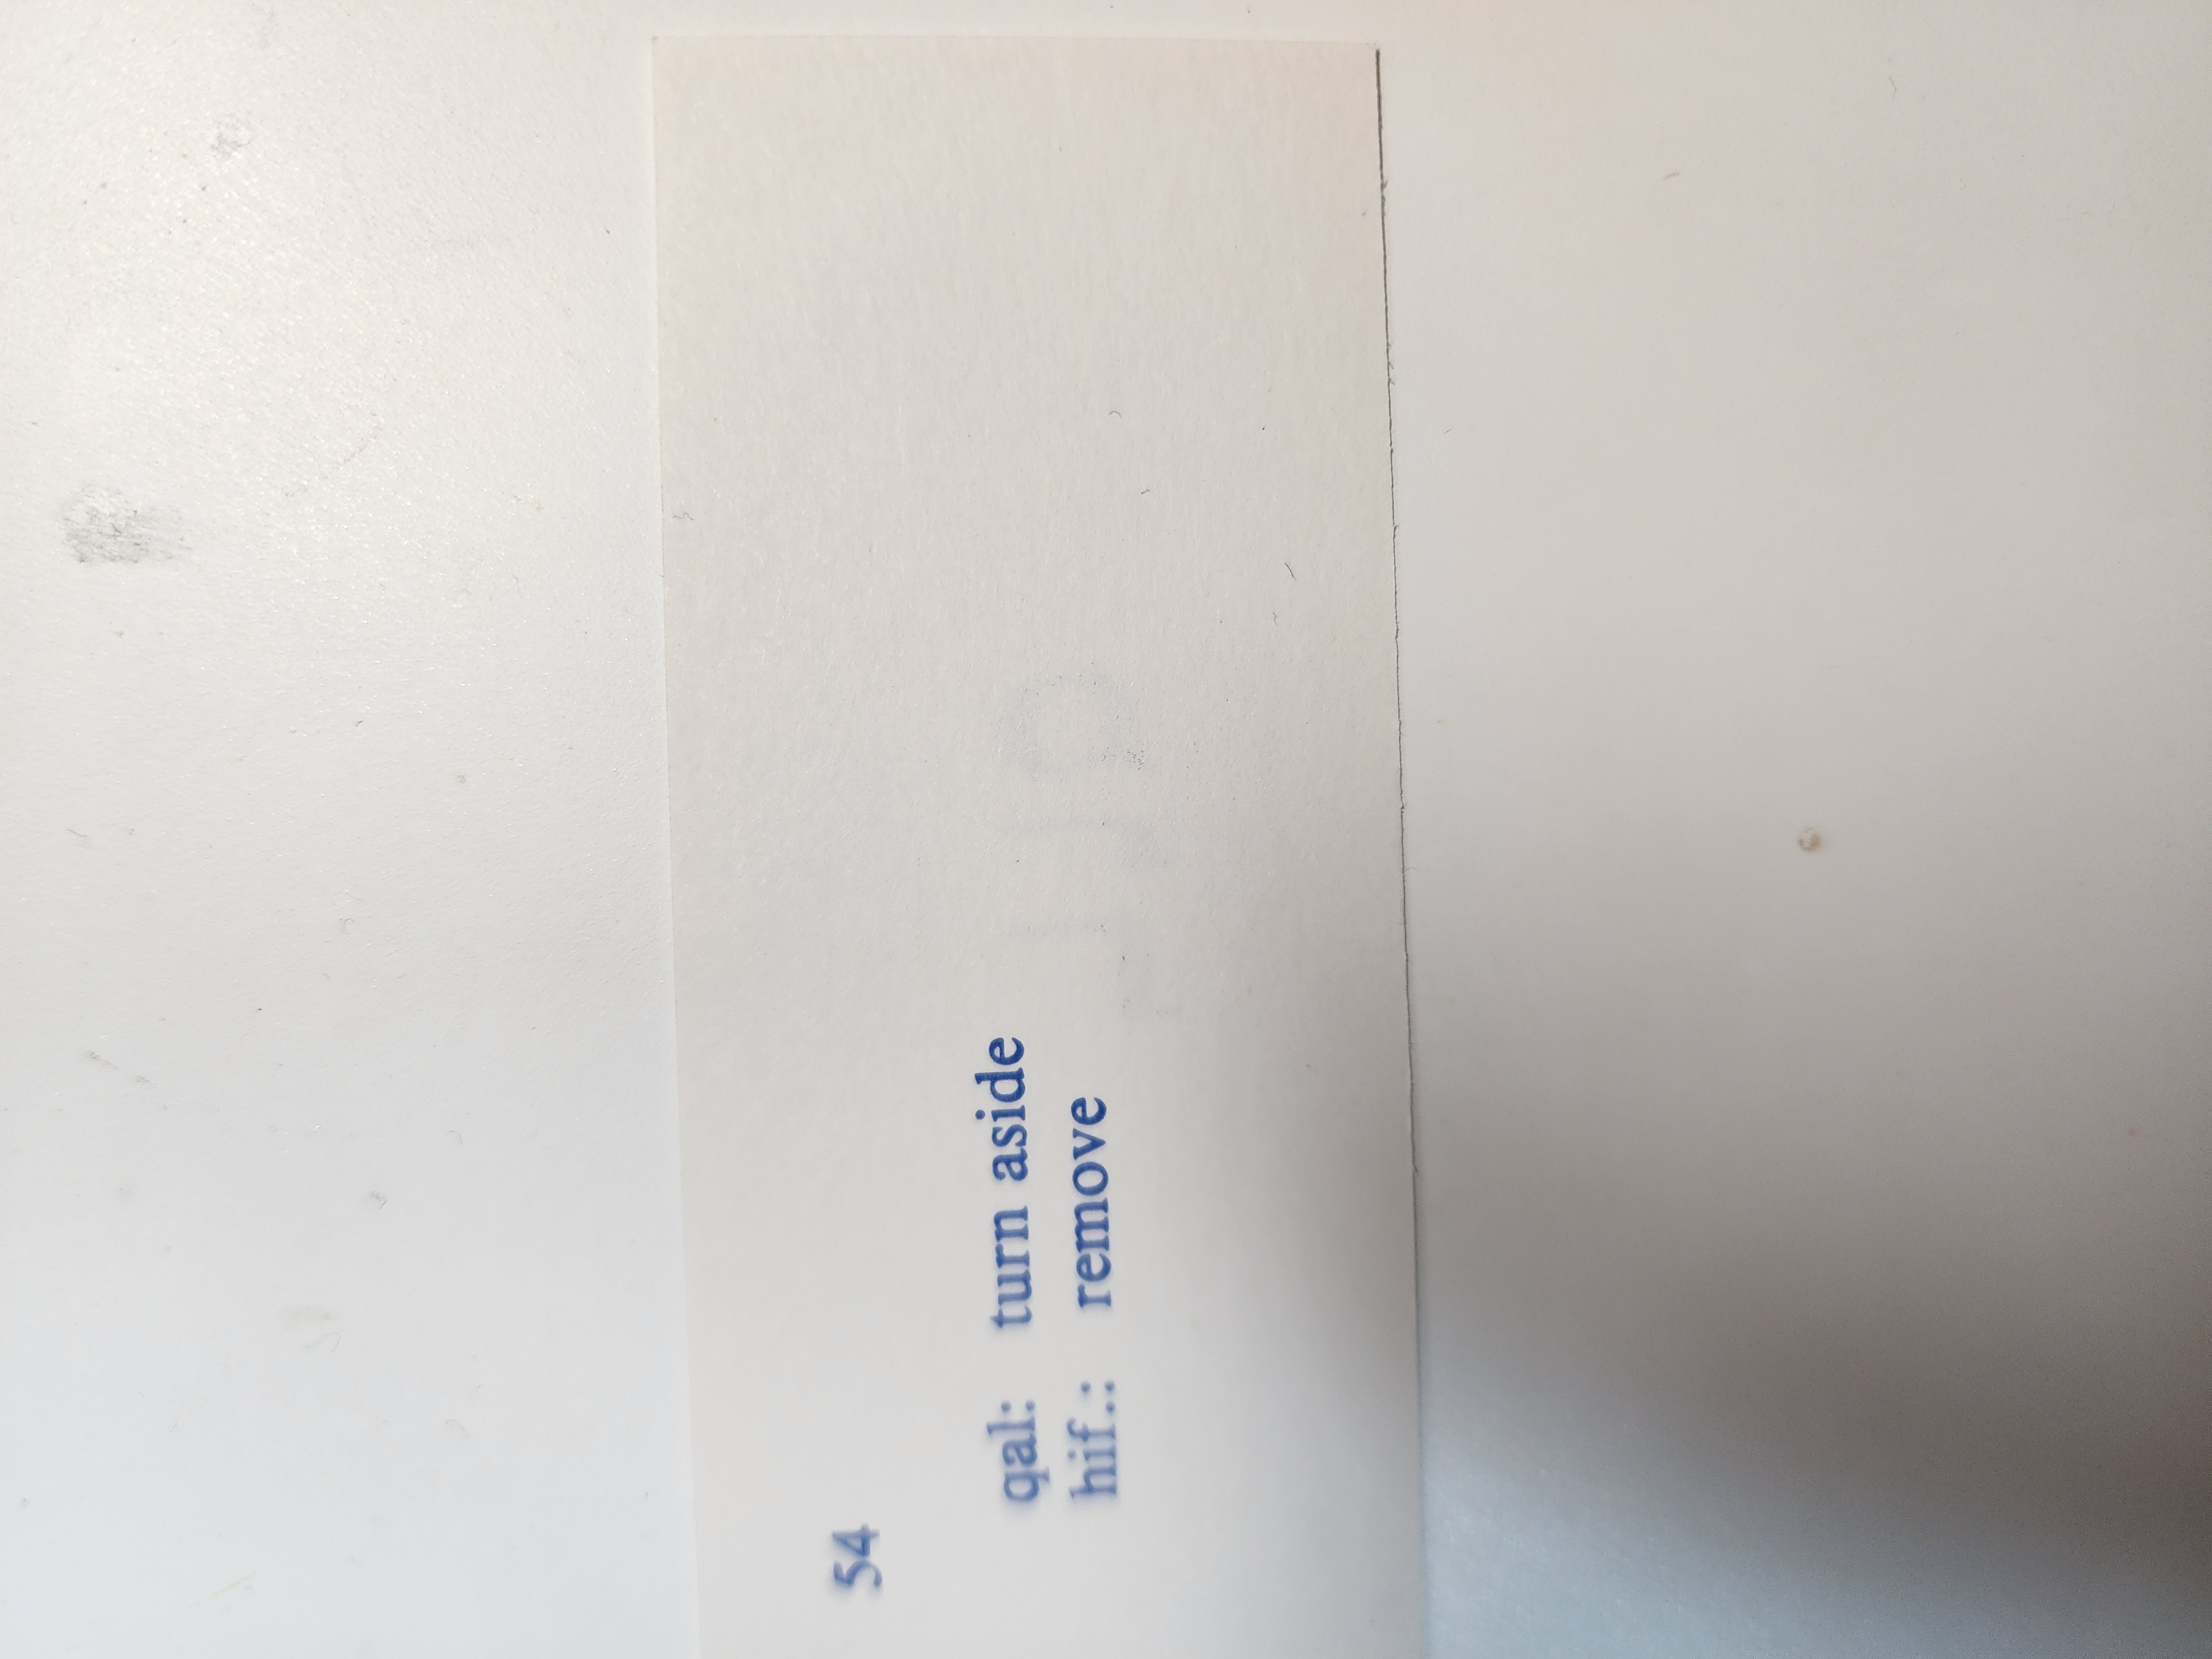 54
qal: turn aside
hif.: remove